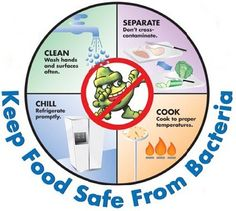 CLEAN
Wash hands
and surfaces
often.
SEPARATE
Don't cross-
contaminate.
CHILL
Refrigerate
promptly.
COOK
Cook to proper
temperatures.
Keep Food Safe From Bacteria